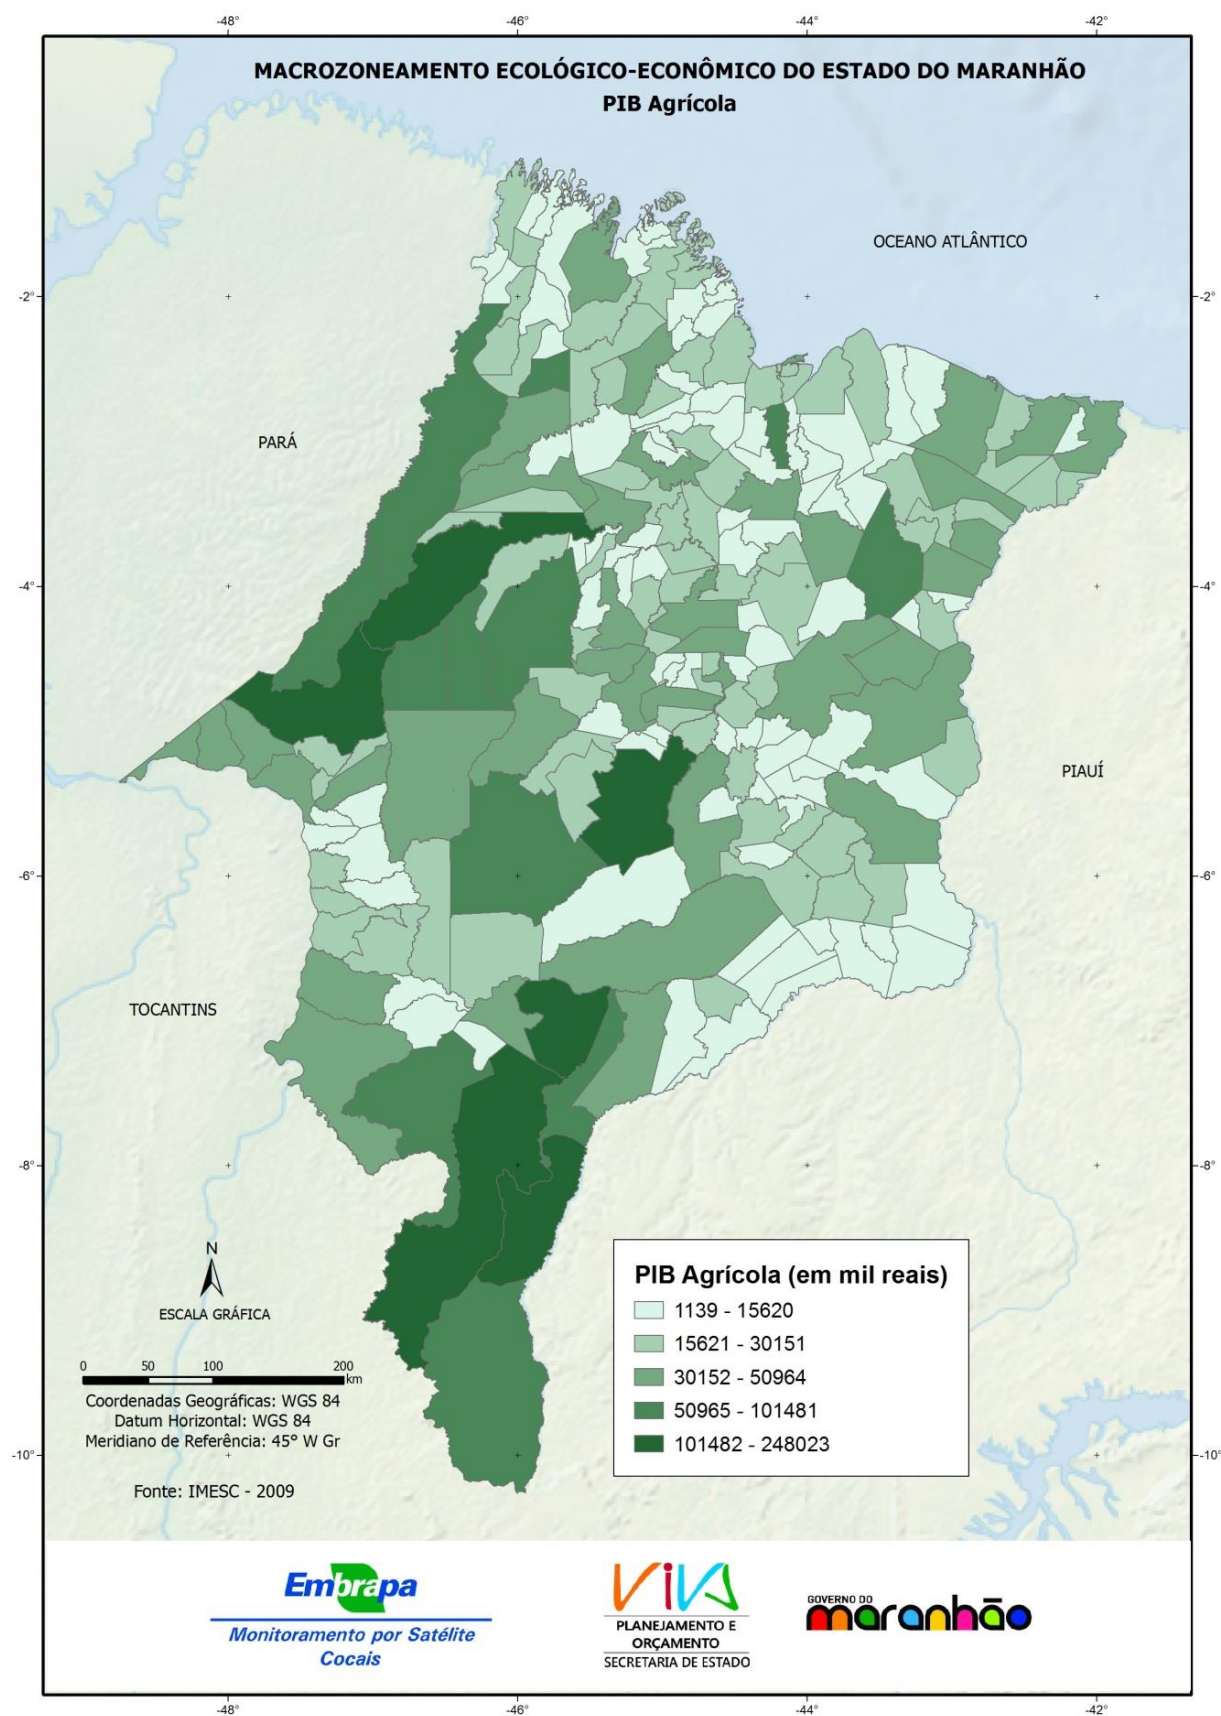 -48°
-46°
-44°
-42°
MACROZONEAMENTO ECOLÓGICO-ECONÔMICO DO ESTADO DO MARANHÃO
PIB Agrícola
OCEANO ATLÂNTICO
-2°
-2°
PARÁ
-4°
-4°
PIAUÍ
-6°
-6°
TOCANTINS
-8°
-8°
N
ESCALA GRÁFICA
0 50 100 200
km
Coordenadas Geográficas: WGS 84
Datum Horizontal: WGS 84
Meridiano de Referência: 45° W Gr
Fonte: IMESC - 2009
PIB Agrícola (em mil reais)
1139 - 15620
15621 - 30151
30152 - 50964
50965 - 101481
101482 - 248023
-10°
-10°
Embrapa
Monitoramento por Satélite
Cocais
VIVA
PLANEJAMENTO E
ORÇAMENTO
SECRETARIA DE ESTADO
GOVERNO DO
maranhão
-48°
-46°
-44°
-42°